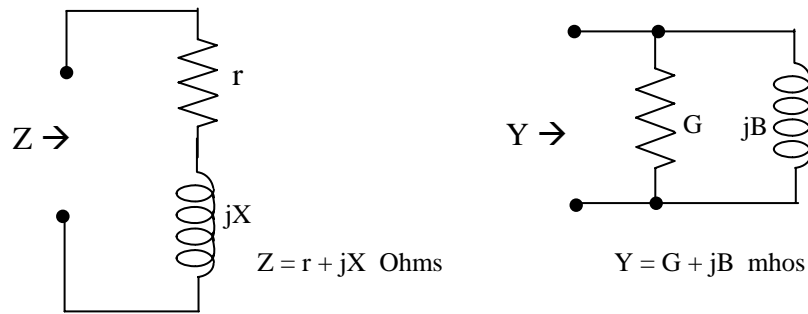 r
Z →
jX
Z = r + jX Ohms
G
jB
Y →
Y = G + jB mhos